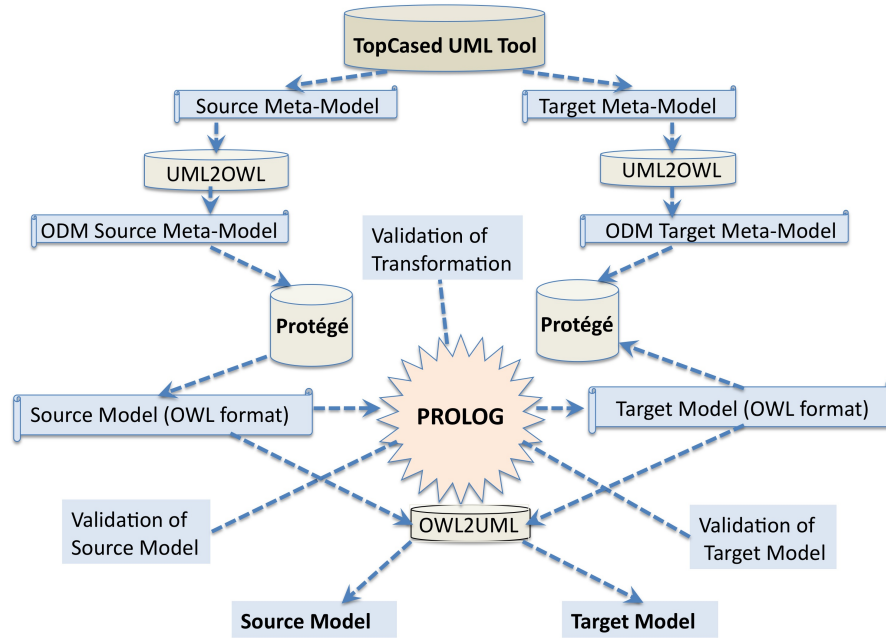 TopCased UML Tool
Source Meta-Model
Target Meta-Model
UML2OWL
UML2OWL
ODM Source Meta-Model
ODM Target Meta-Model
Validation of
Transformation
Protégé
Protégé
Source Model (OWL format)
PROLOG
Target Model (OWL format)
Validation of
Source Model
OWL2UML
Validation of
Target Model
Source Model
Target Model